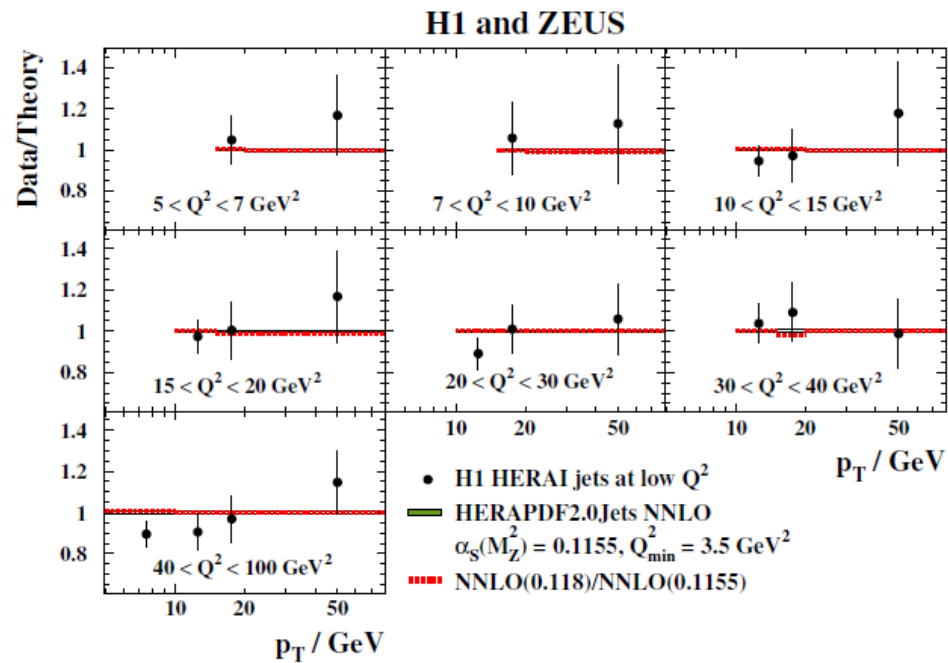 H1 and ZEUS
Data/Theory
1.4
1.2
1
0.8
5 < Q² < 7 GeV²
7 < Q² < 10 GeV²
10 < Q² < 15 GeV²
1.4
1.2
1
0.8
15 < Q² < 20 GeV²
20 < Q² < 30 GeV²
30 < Q² < 40 GeV²
10 20 50
10 20 50
p_T / GeV
1.4
1.2
1
0.8
40 < Q² < 100 GeV²
10 20 50
p_T / GeV
H1 HERAI jets at low Q²
HERAPDF2.0Jets NNLO
α_S(M_Z²) = 0.1155, Q²_min = 3.5 GeV²
NNLO(0.118)/NNLO(0.1155)